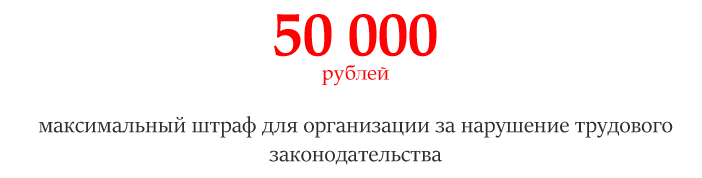 50 000
рублей
максимальный штраф для организации за нарушение трудового
законодательства